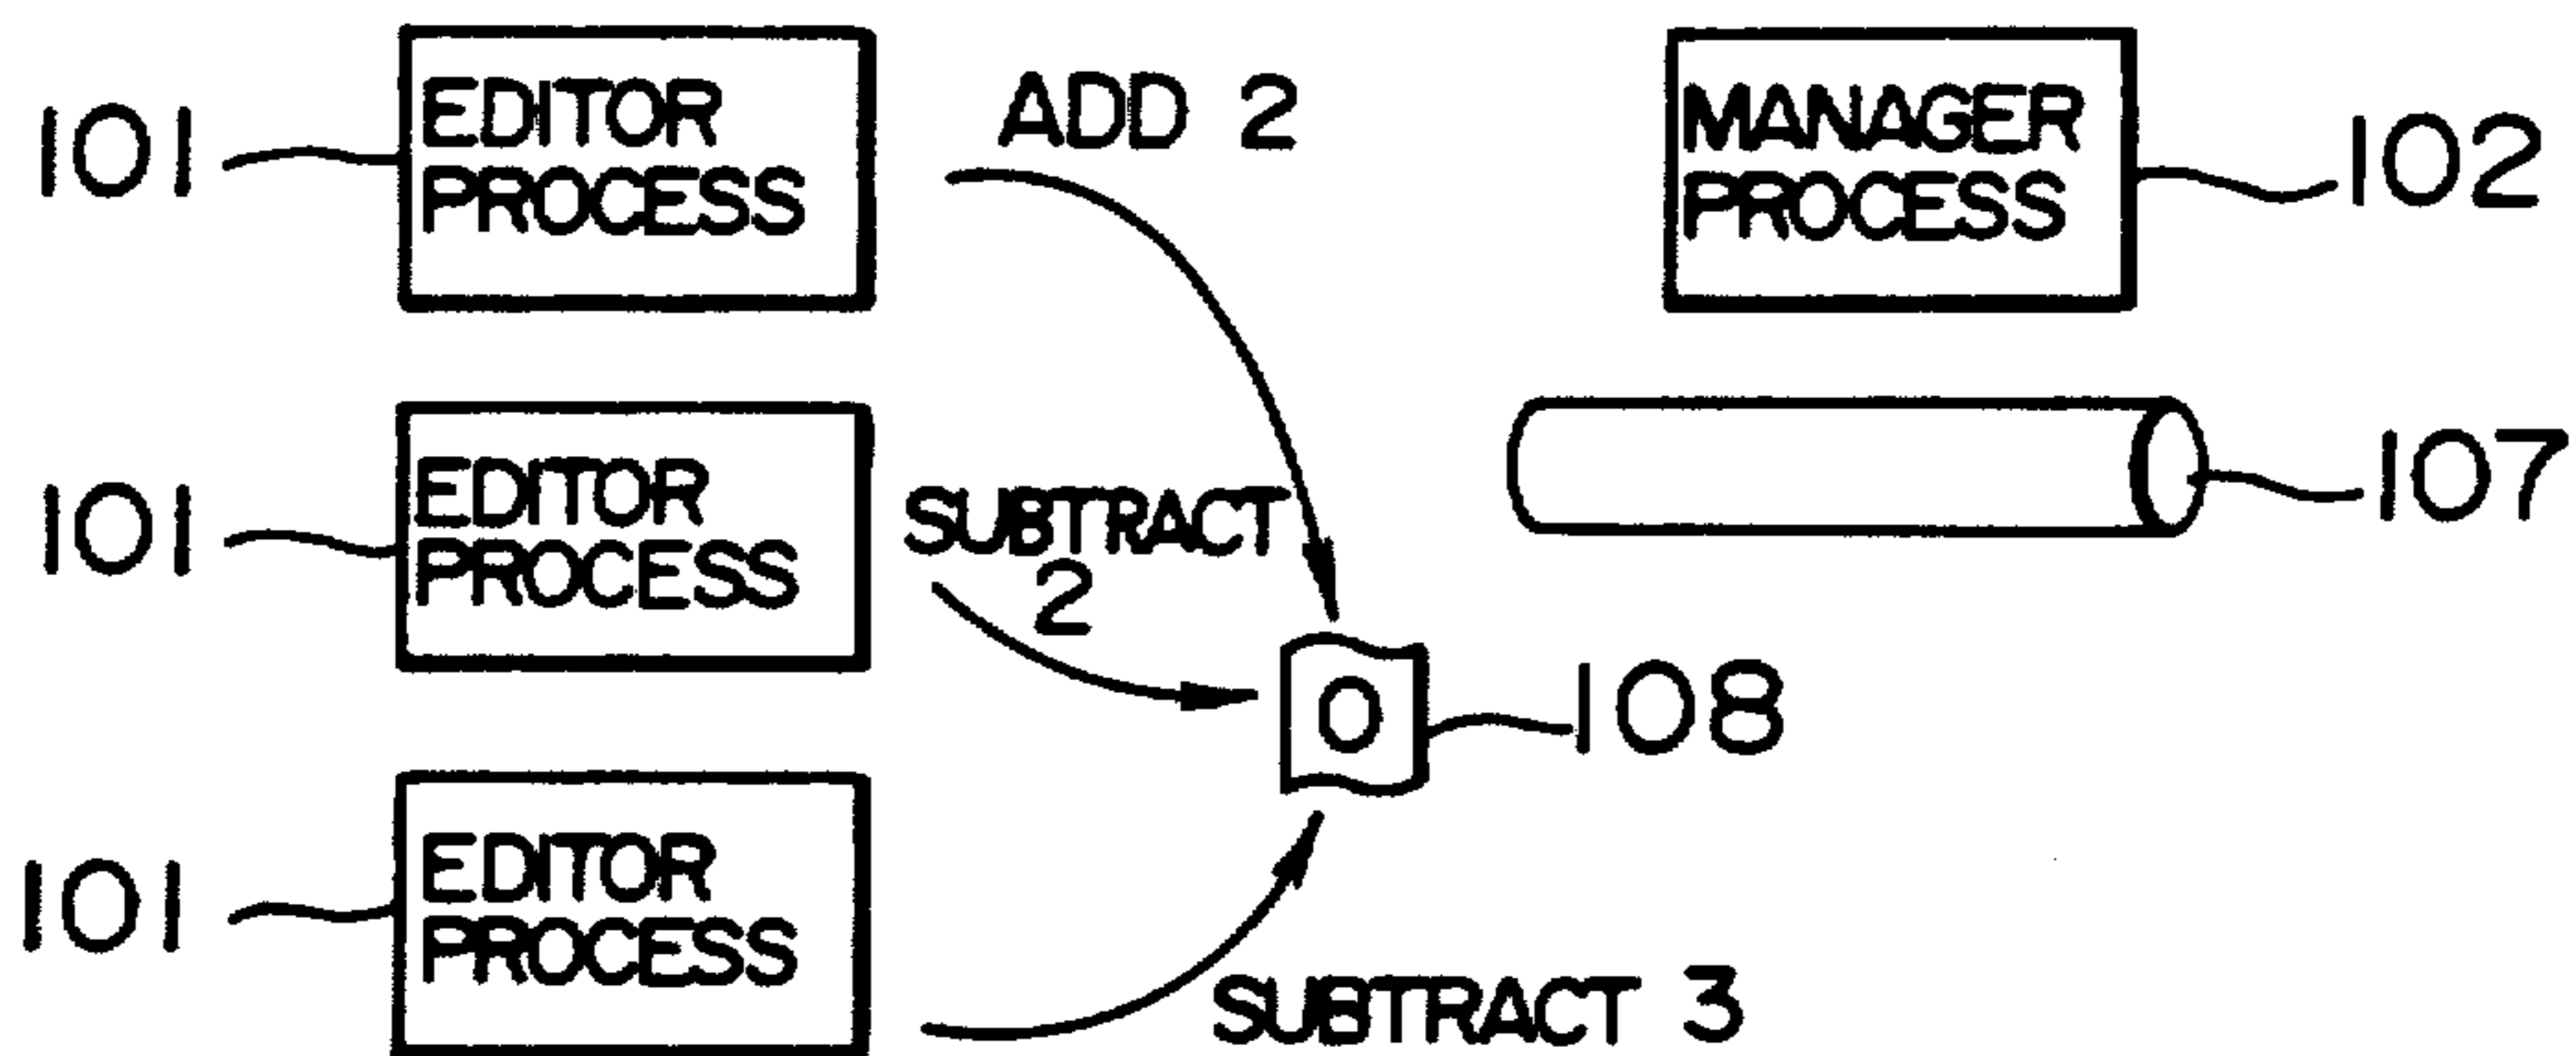 101
EDITOR
PROCESS
ADD 2
MANAGER
PROCESS
102
101
EDITOR
PROCESS
SUBTRACT
2
107
0
108
101
EDITOR
PROCESS
SUBTRACT 3